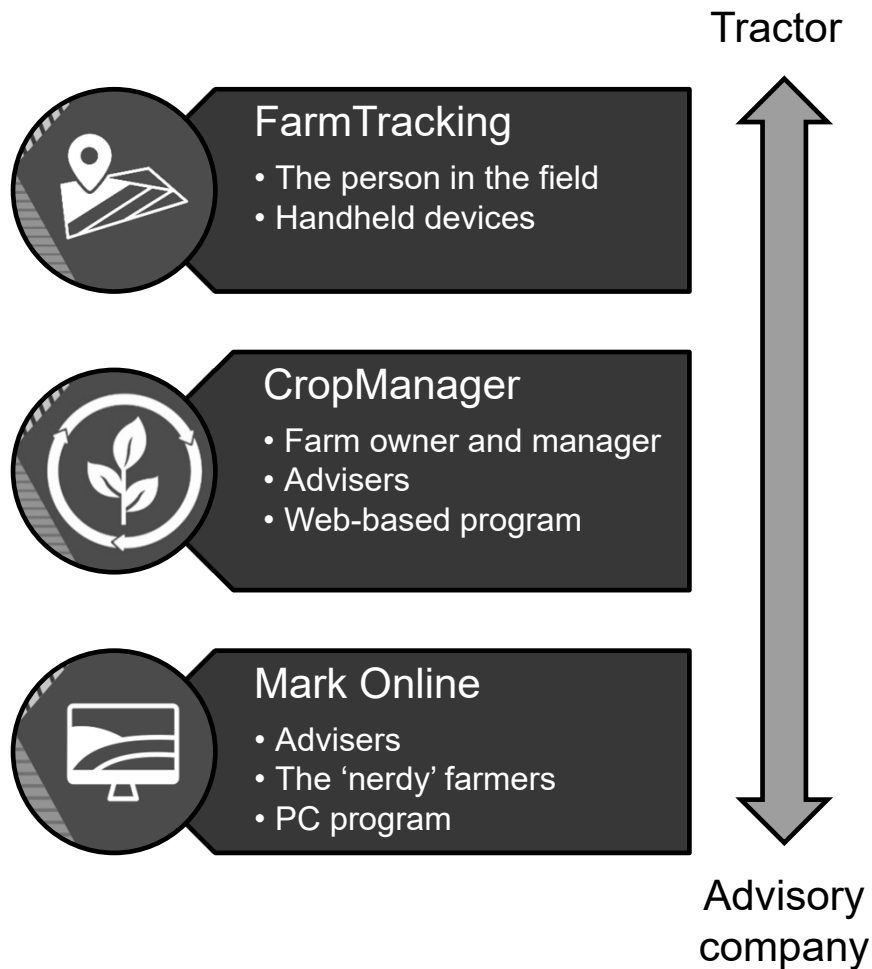 Tractor
FarmTracking
• The person in the field
• Handheld devices
CropManager
• Farm owner and manager
• Advisers
• Web-based program
Mark Online
• Advisers
• The ‘nerdy’ farmers
• PC program
Advisory
company